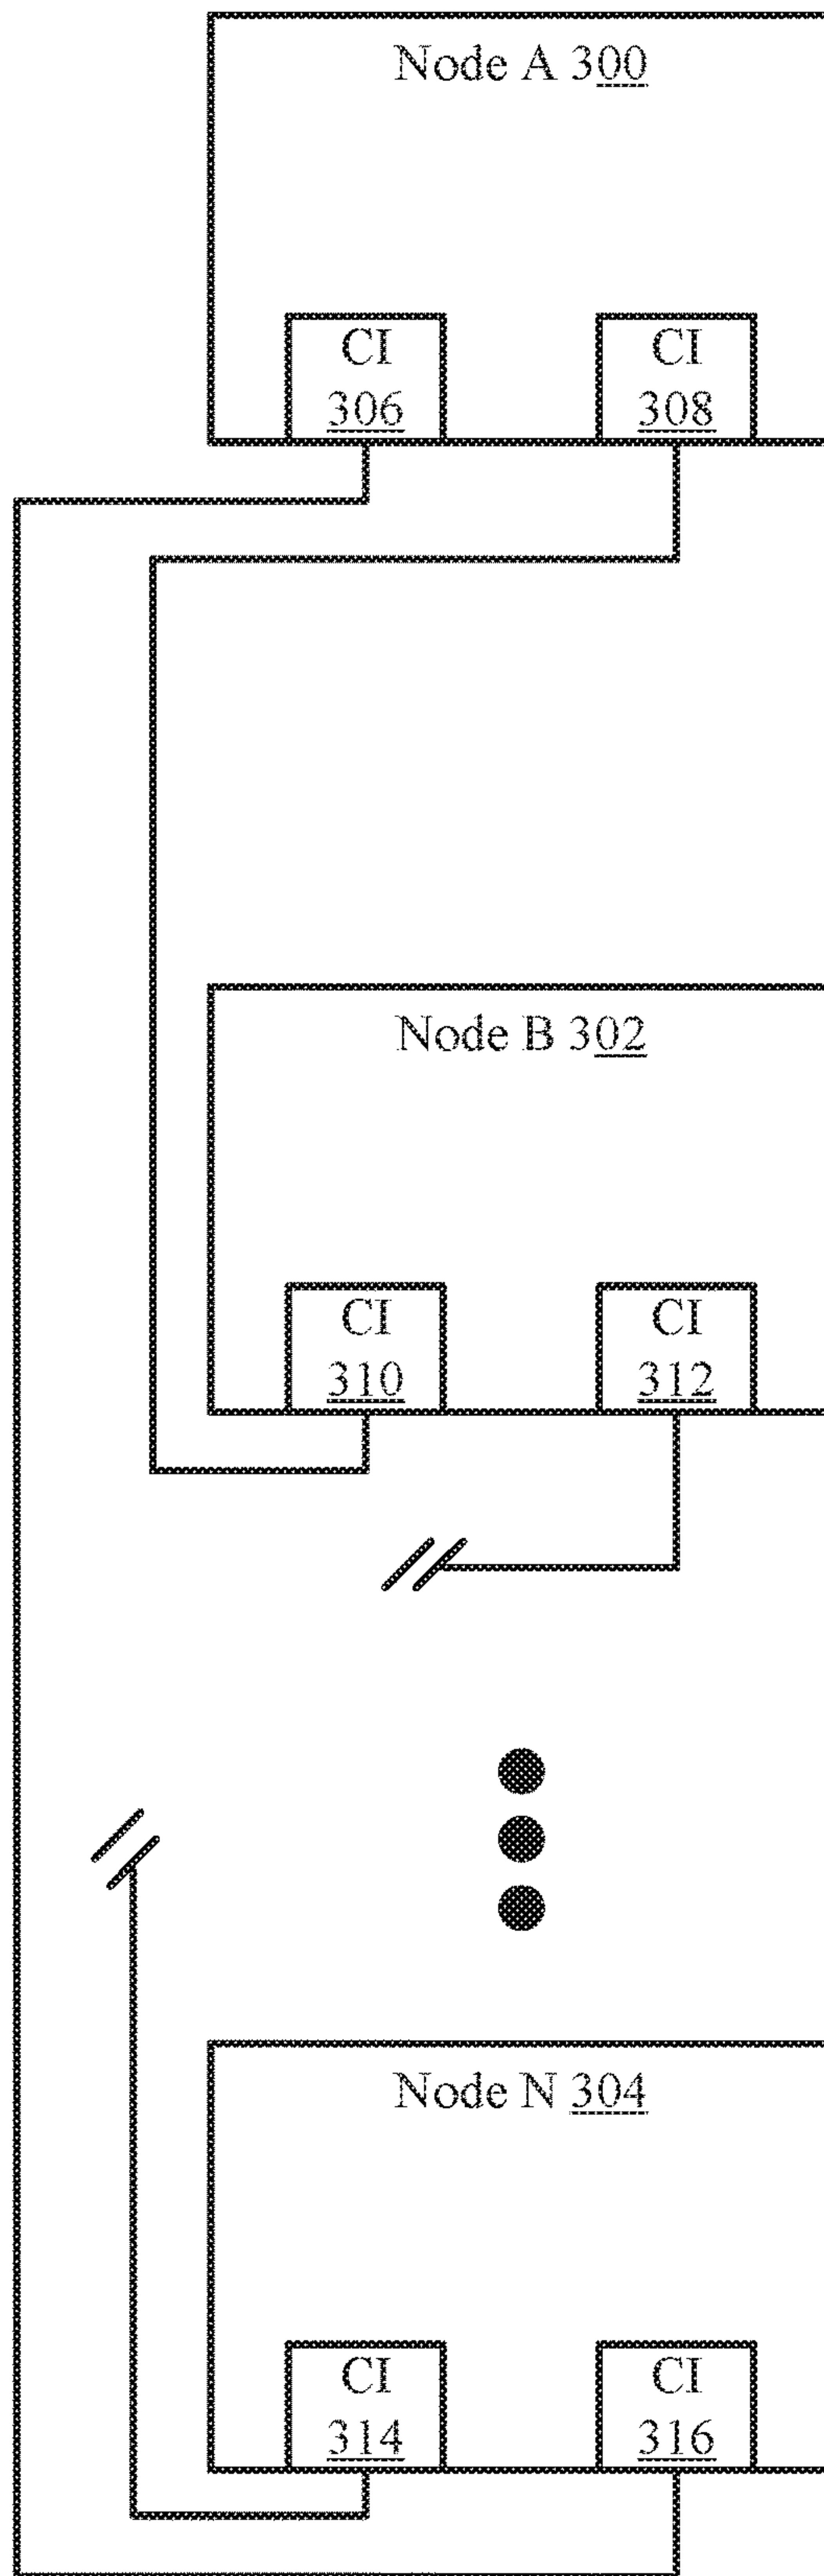 Node A 300
CI
306
CI
308
Node B 302
CI
310
CI
312
Node N 304
CI
314
CI
316